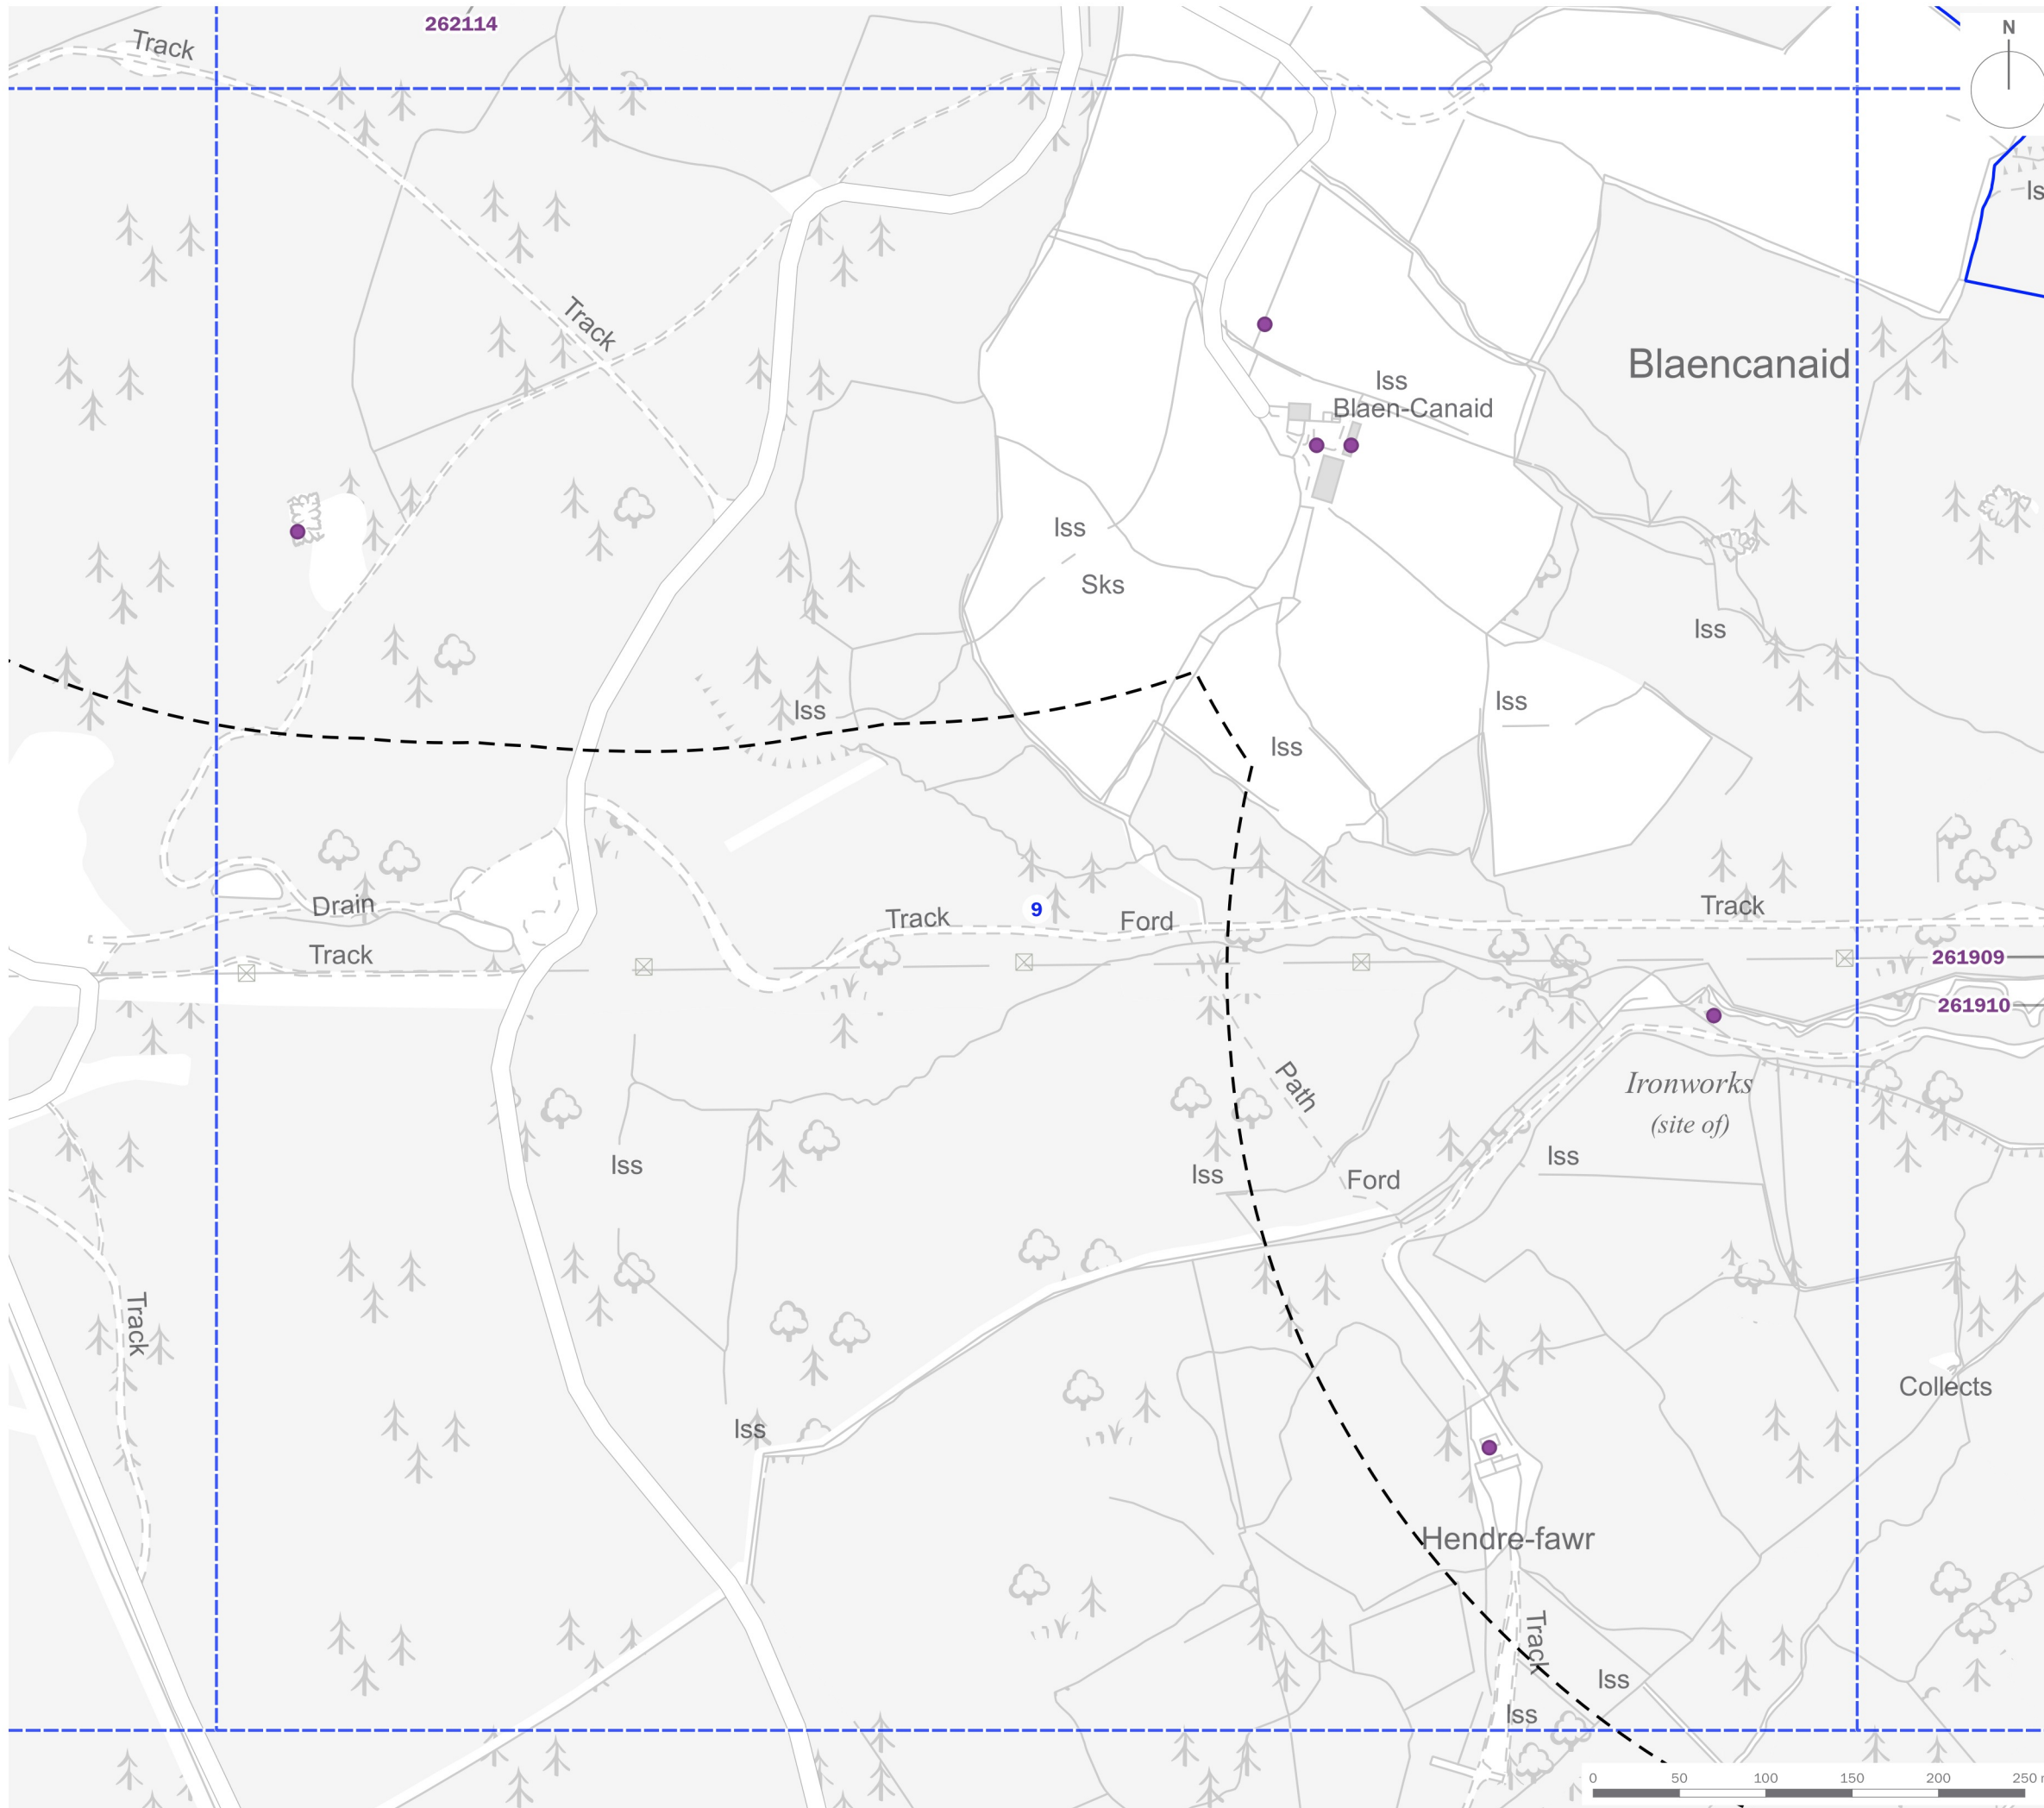 262114
Track
N
Is
Track
Blaencanaid
Iss
Blaen-Canaid
Iss
Sks
Iss
Iss
Iss
Iss
Drain
Track
9
Track
Ford
Track
261909
261910
Path
Ironworks
(site of)
Iss
Iss
Iss
Ford
Track
Collects
Iss
Hendre-fawr
Track
Iss
Iss
0 50 100 150 200 250 m